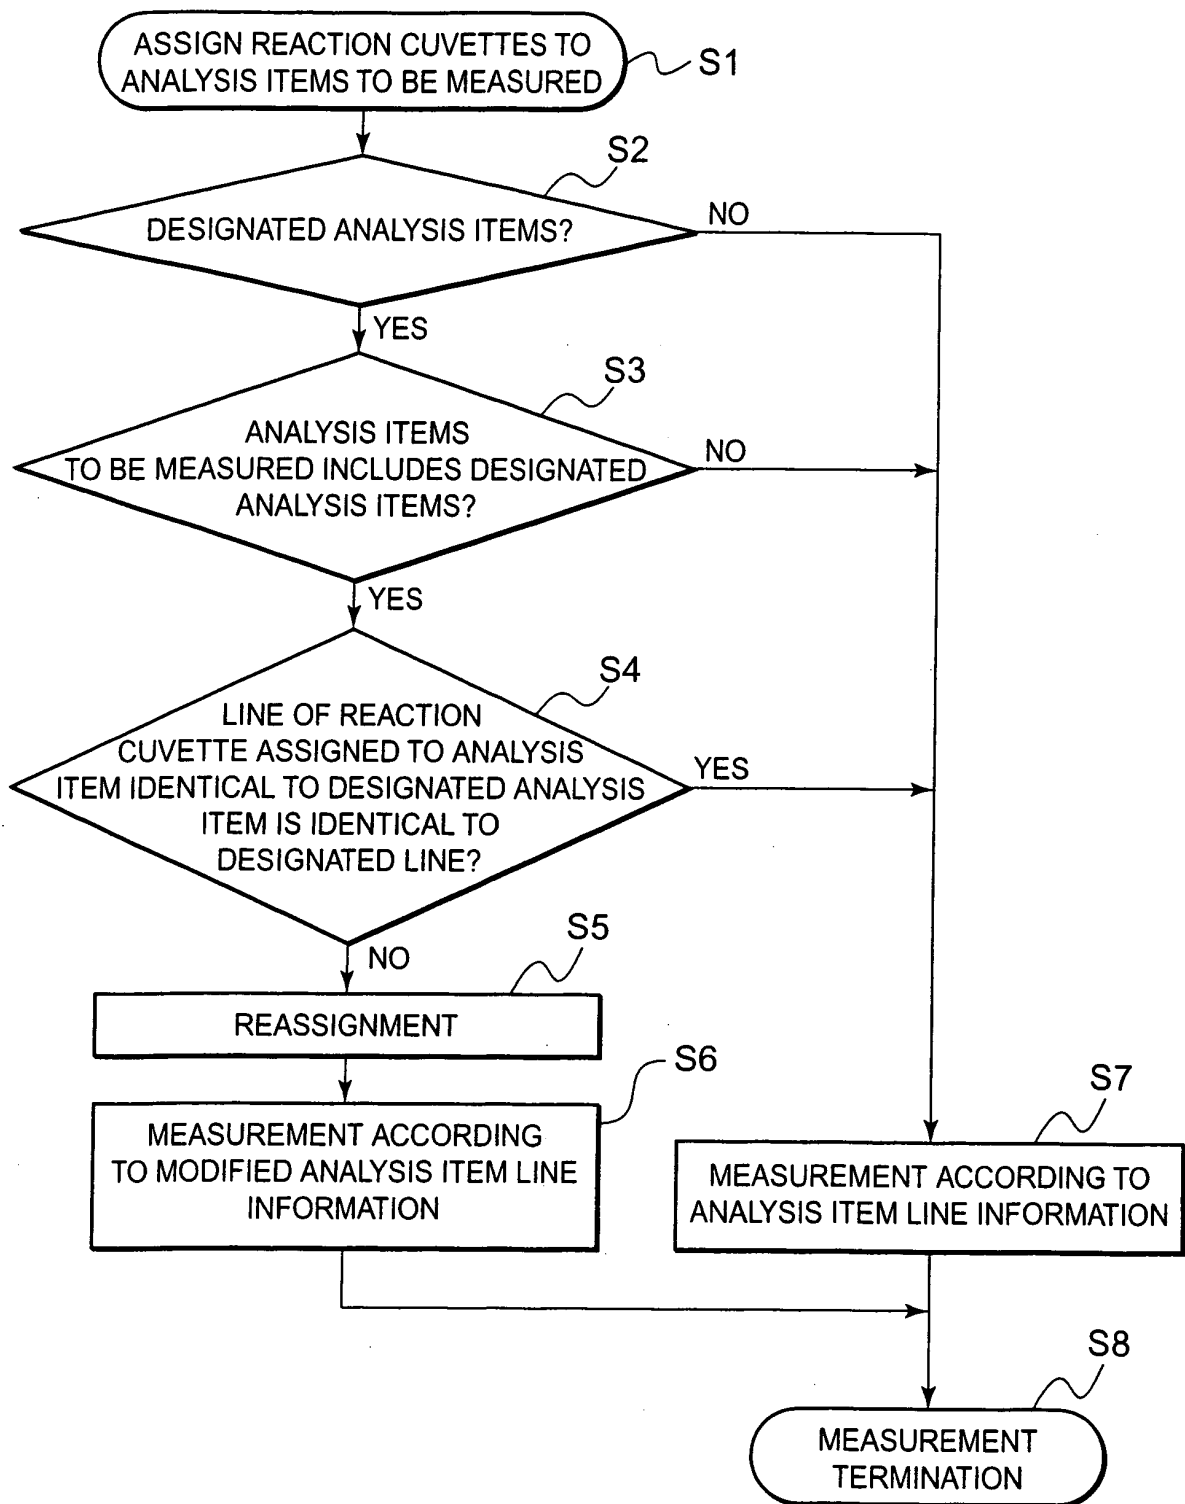 ASSIGN REACTION CUVETTES TO
ANALYSIS ITEMS TO BE MEASURED
S1
S2
DESIGNATED ANALYSIS ITEMS?
NO
YES
S3
ANALYSIS ITEMS
TO BE MEASURED INCLUDES DESIGNATED
ANALYSIS ITEMS?
NO
YES
S4
LINE OF REACTION
CUVETTE ASSIGNED TO ANALYSIS
ITEM IDENTICAL TO DESIGNATED ANALYSIS
ITEM IS IDENTICAL TO
DESIGNATED LINE?
YES
NO
S5
REASSIGNMENT
S6
MEASUREMENT ACCORDING
TO MODIFIED ANALYSIS ITEM LINE
INFORMATION
S7
MEASUREMENT ACCORDING TO
ANALYSIS ITEM LINE INFORMATION
S8
MEASUREMENT
TERMINATION